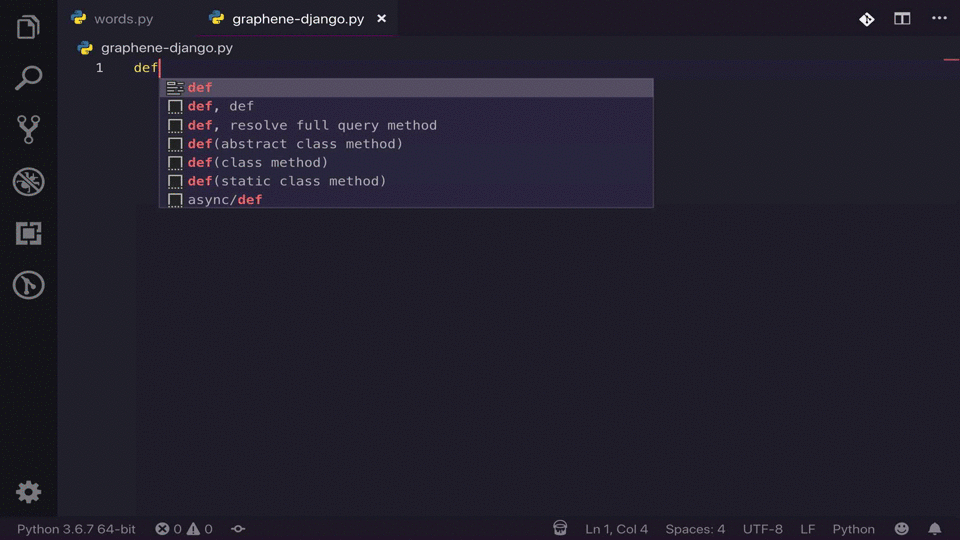 words.py graphene-django.py
graphene-django.py
1 def
def
def, def
def, resolve full query method
def(abstract class method)
def(class method)
def(static class method)
async/def
Python 3.6.7 64-bit 0 0 Ln 1, Col 4 Spaces: 4 UTF-8 LF Python